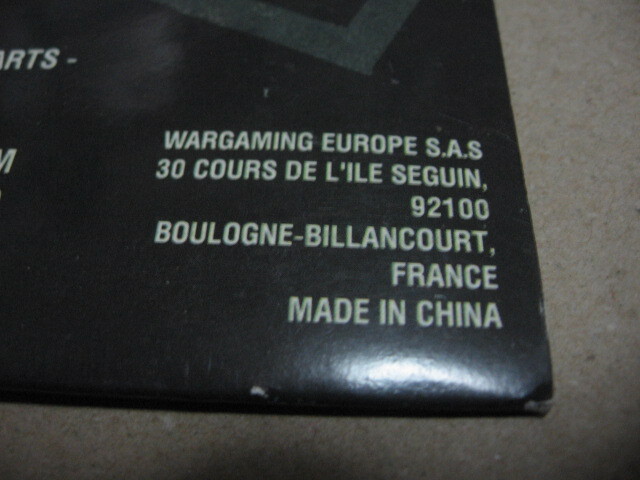 ARTS -
M
WARGAMING EUROPE S.A.S
30 COURS DE L'ILE SEGUIN,
92100
BOULOGNE-BILLANCOURT,
FRANCE
MADE IN CHINA